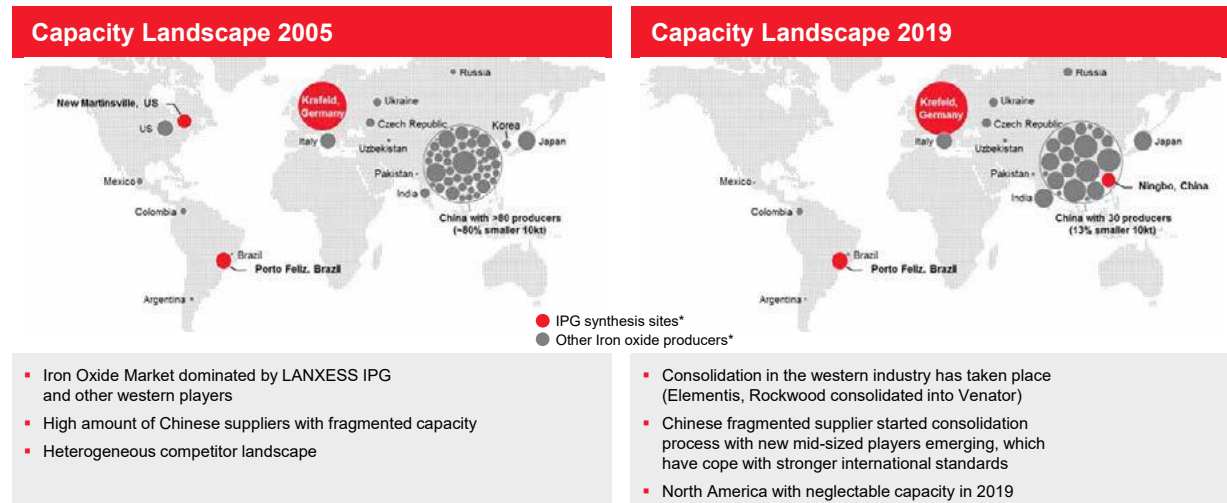 Capacity Landscape 2005
Russia
New Martinsville, US
Krefeld,
Germany
Ukraine
US
Czech Republic
Korea
Italy
Japan
Uzbekistan
Mexico
Pakistan
India
Colombia
China with >80 producers
(~80% smaller 10kt)
Brazil
Porto Feliz, Brazil
Argentina
Capacity Landscape 2019
Russia
Krefeld,
Germany
Ukraine
Czech Republic
Italy
Japan
Uzbekistan
Mexico
Pakistan
Ningbo, China
India
Colombia
China with 30 producers
(13% smaller 10kt)
Brazil
Porto Feliz, Brazil
Argentina
IPG synthesis sites*
Other Iron oxide producers*
▪ Iron Oxide Market dominated by LANXESS IPG
and other western players
▪ High amount of Chinese suppliers with fragmented capacity
▪ Heterogeneous competitor landscape
▪ Consolidation in the western industry has taken place
(Elementis, Rockwood consolidated into Venator)
▪ Chinese fragmented supplier started consolidation
process with new mid-sized players emerging, which
have cope with stronger international standards
▪ North America with neglectable capacity in 2019